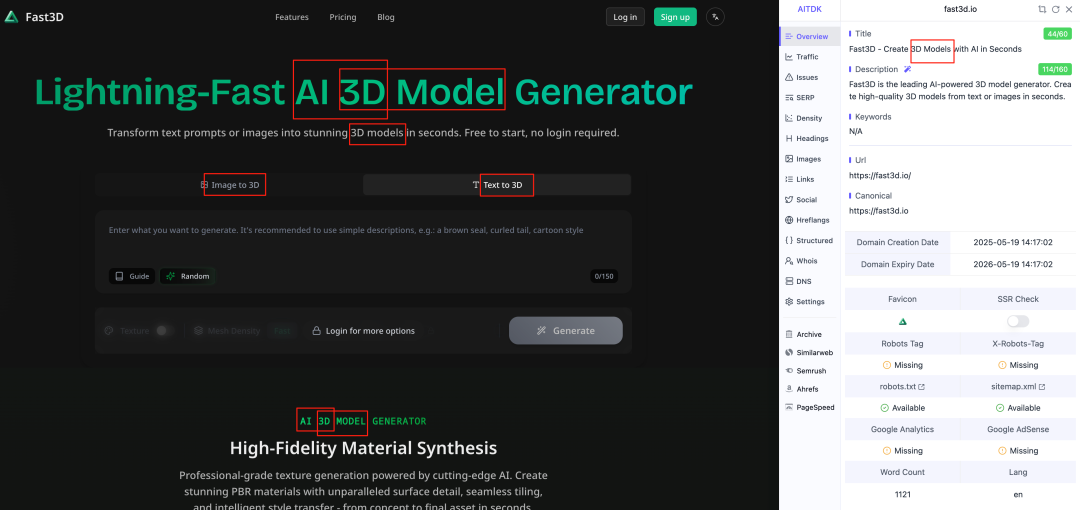 Fast3D
Features
Pricing
Blog
Log in
Sign up
Lightning-Fast AI 3D Model Generator
Transform text prompts or images into stunning 3D models in seconds. Free to start, no login required.
Image to 3D
Text to 3D
Enter what you want to generate. It's recommended to use simple descriptions, e.g.: a brown seal, curled tail, cartoon style
Guide
Random
0/150
Texture
Mesh Density
Fast
Login for more options
Generate
AI 3D MODEL GENERATOR
High-Fidelity Material Synthesis
Professional-grade texture generation powered by cutting-edge AI. Create
stunning PBR materials with unparalleled surface detail, seamless tiling,
and intelligent style transfer - from concept to final asset in seconds.
AITDK
fast3d.io
Overview
Traffic
Issues
SERP
Density
Headings
Images
Links
Social
Hreflangs
Structured
Whois
DNS
Settings
Archive
Similarweb
Semrush
Ahrefs
PageSpeed
Title
44/60
Fast3D - Create 3D Models with AI in Seconds
Description
114/160
Fast3D is the leading AI-powered 3D model generator. Crea
te high-quality 3D models from text or images in seconds.
Keywords
N/A
Url
https://fast3d.io/
Canonical
https://fast3d.io
Domain Creation Date
2025-05-19 14:17:02
Domain Expiry Date
2026-05-19 14:17:02
Favicon
SSR Check
Robots Tag
X-Robots-Tag
Missing
Missing
robots.txt
sitemap.xml
Available
Available
Google Analytics
Google AdSense
Missing
Missing
Word Count
Lang
1121
en